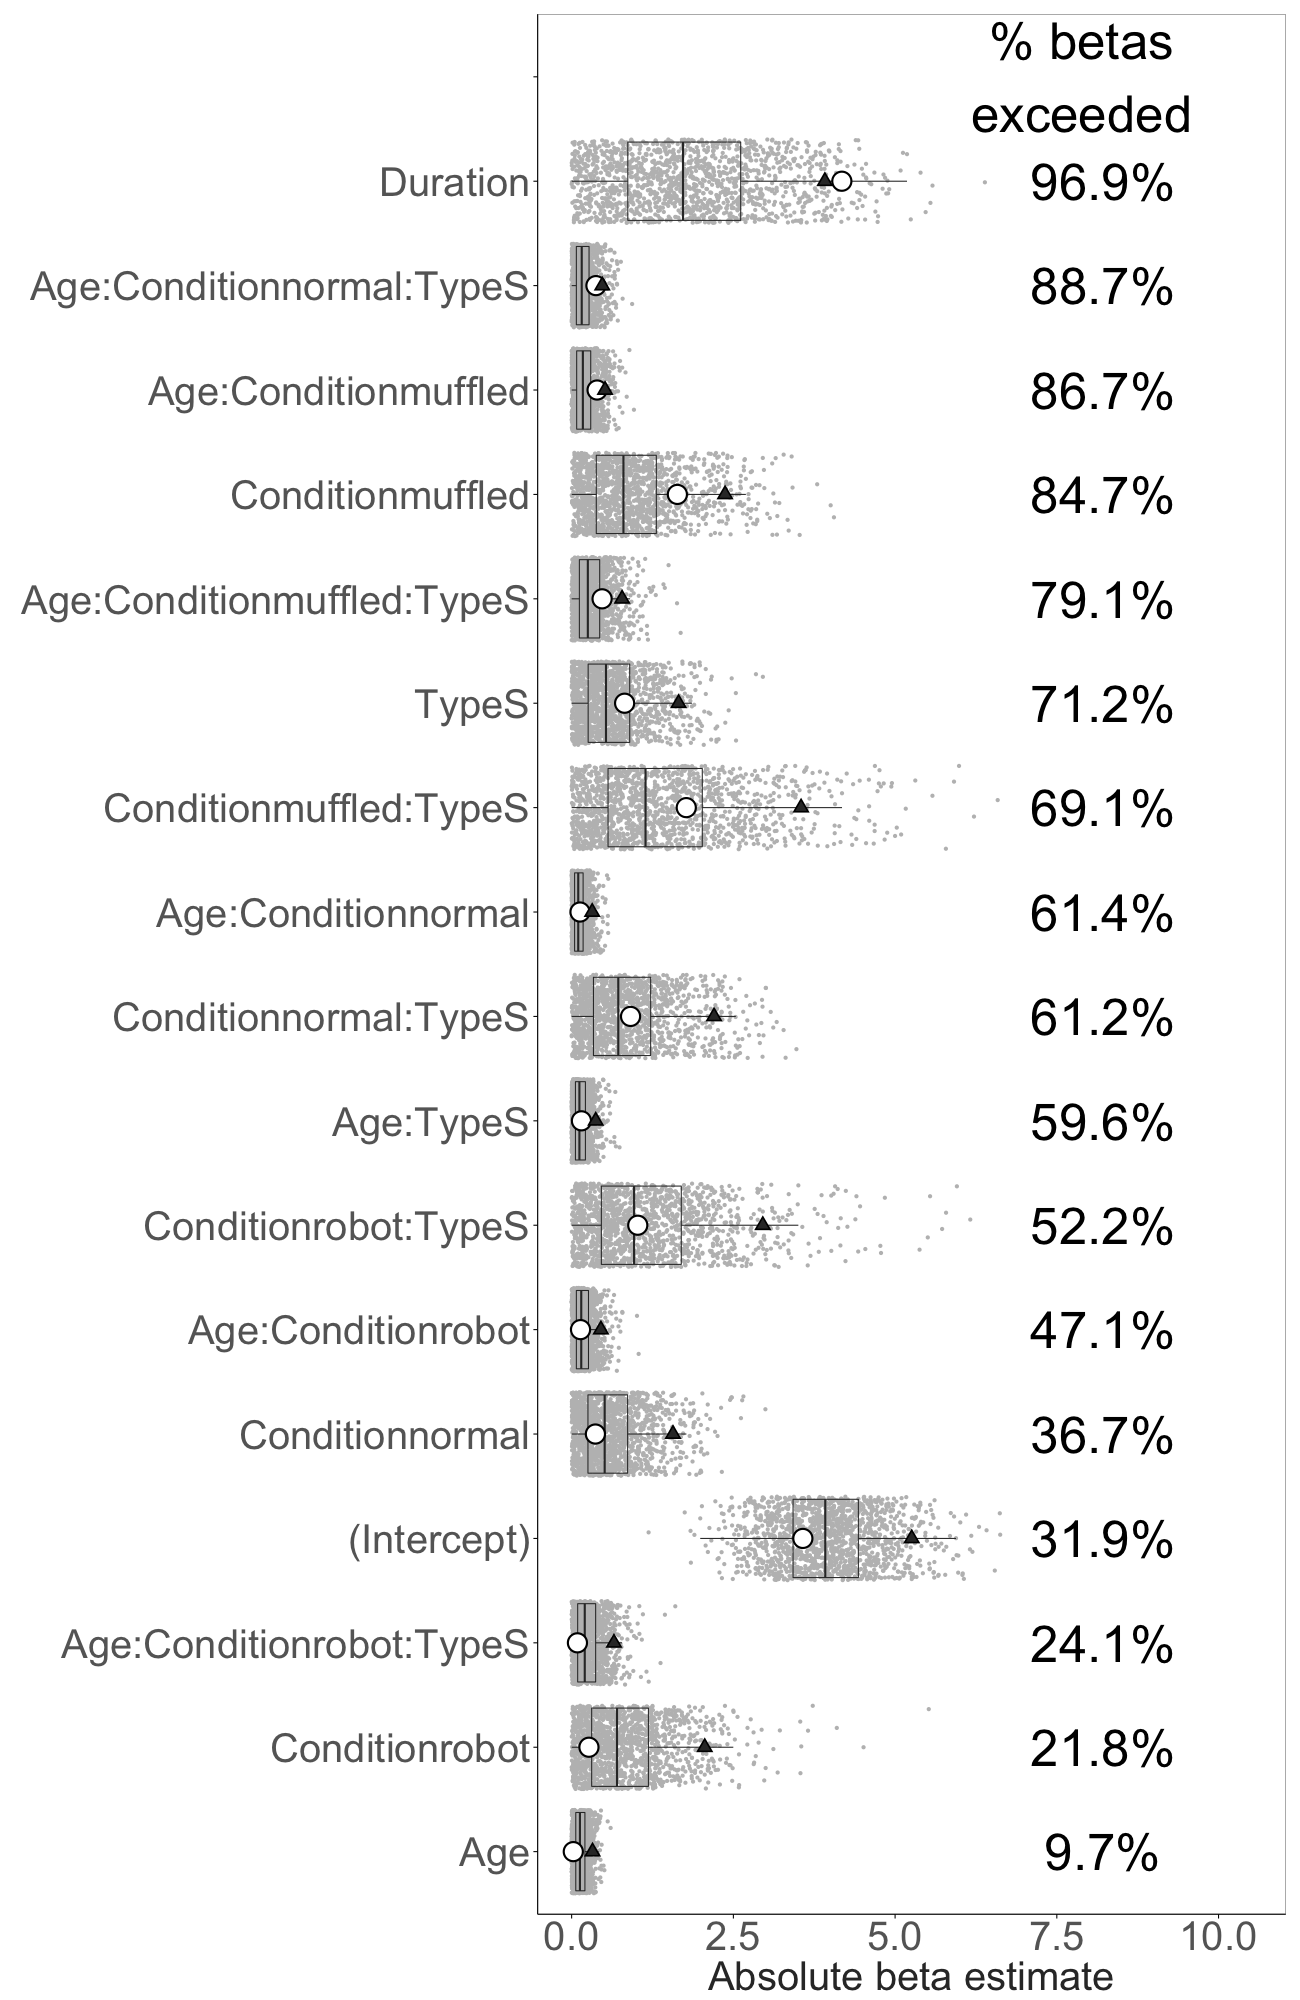 % betas
exceeded
Duration 96.9%
Age:Conditionnormal:TypeS 88.7%
Age:Conditionmuffled 86.7%
Conditionmuffled 84.7%
Age:Conditionmuffled:TypeS 79.1%
TypeS 71.2%
Conditionmuffled:TypeS 69.1%
Age:Conditionnormal 61.4%
Conditionnormal:TypeS 61.2%
Age:TypeS 59.6%
Conditionrobot:TypeS 52.2%
Age:Conditionrobot 47.1%
Conditionnormal 36.7%
(Intercept) 31.9%
Age:Conditionrobot:TypeS 24.1%
Conditionrobot 21.8%
Age 9.7%
0.0 2.5 5.0 7.5 10.0
Absolute beta estimate